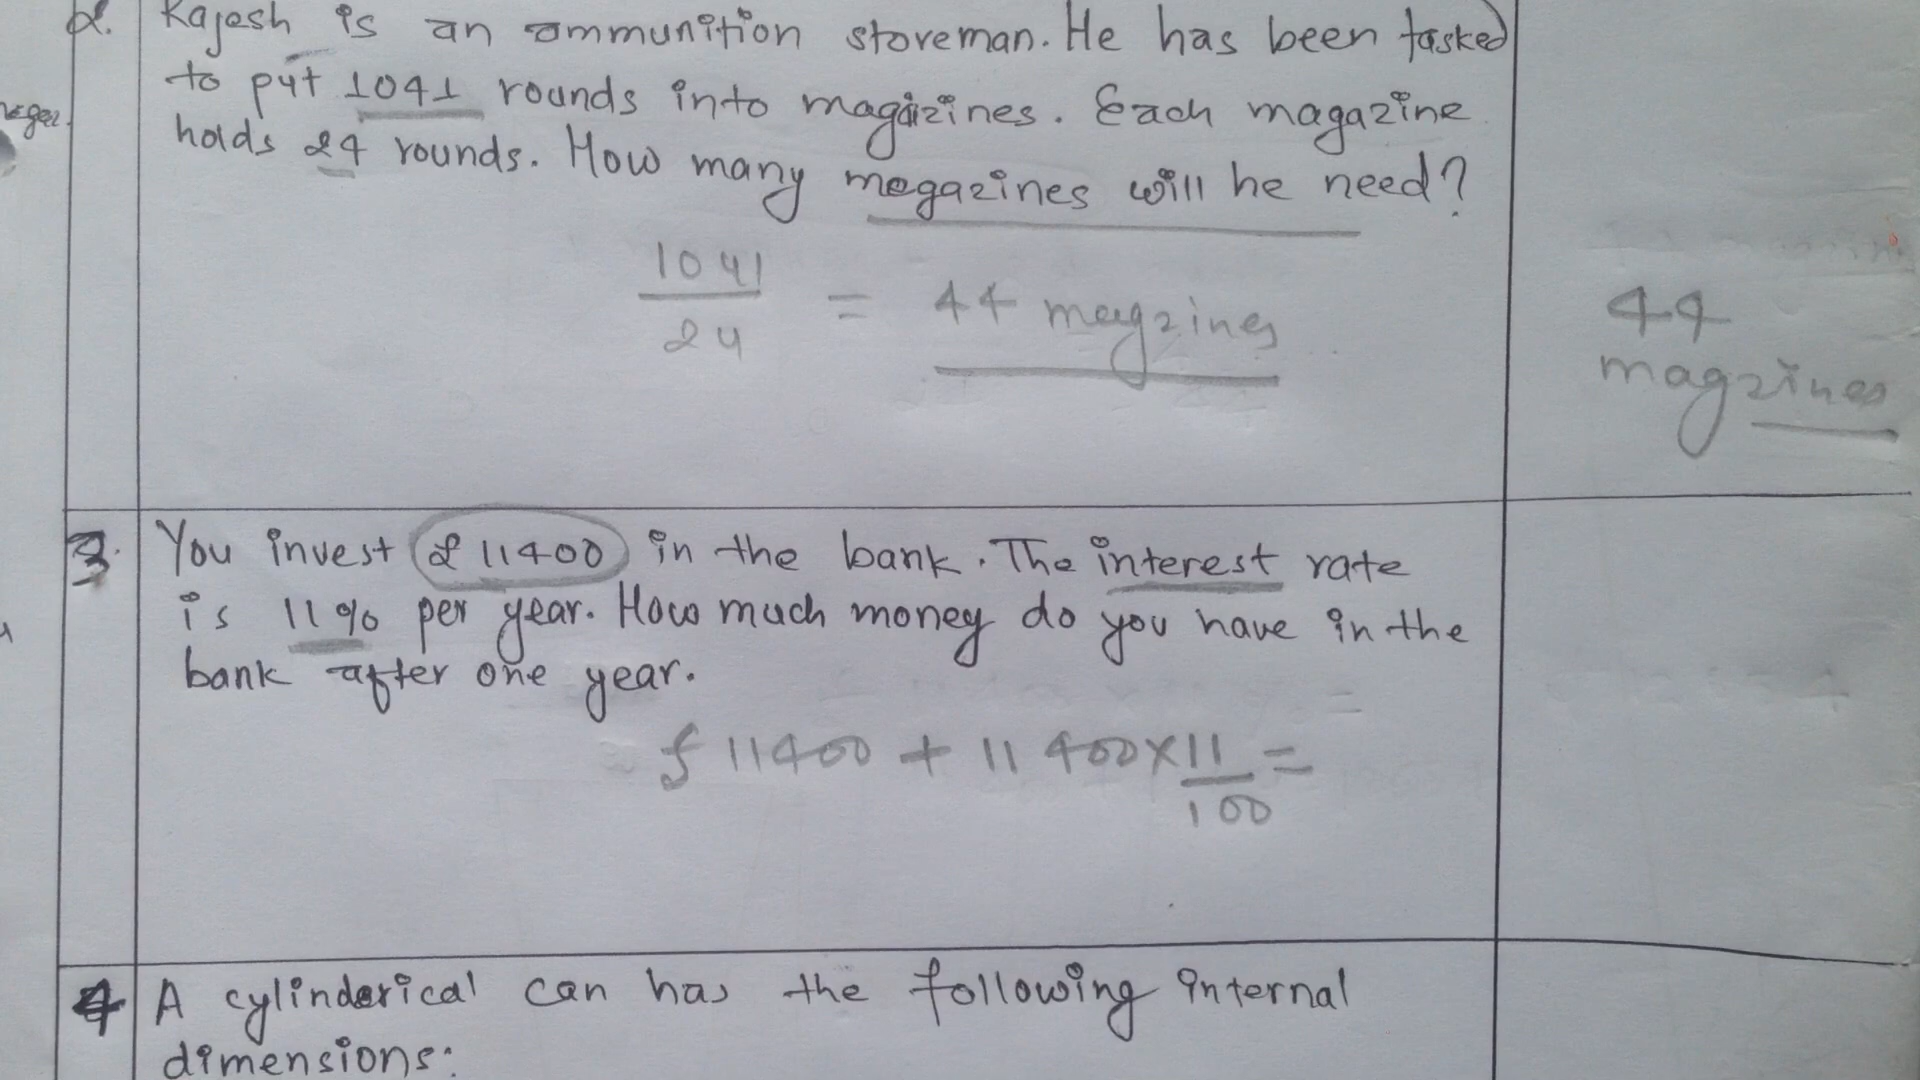 2. Rajesh is an ammunition storeman. He has been tasked
to put 1041 rounds into magazines. Each magazine
holds 24 rounds. How many megazines will he need?
1041
24
= 44 megzines
44
magzines
3. You invest £ 11400 in the bank. The interest rate
is 11% per year. How much money do you have in the
bank after one year.
=
£ 11400 + 11400 × 11 =
100
4 A cylinderical can has the following internal
dimensions: